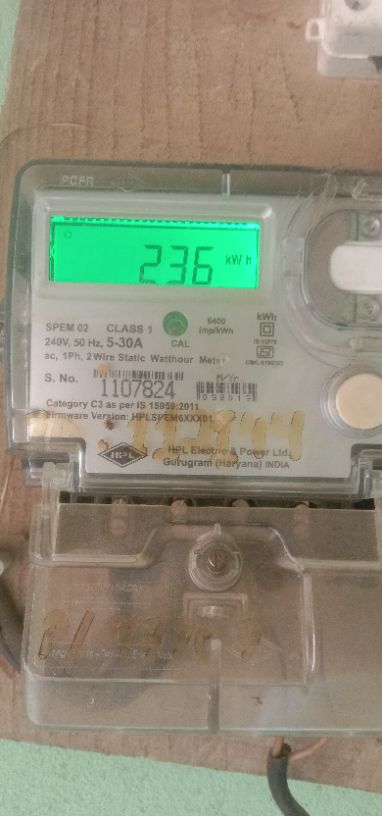 236 kW h
SPEM 02 CLASS 1
240V, 50 Hz, 5-30A
CAL
6400
imp/kWh
kWh
ac, 1Ph, 2 Wire Static Watthour Meter
S. No.
1107824
M/Yr
Category C3 as per IS 15959:2011
Firmware Version: HPLSPEM6XXX01
HPL
HPL Electric & Power Ltd.
Gurugram (Haryana) INDIA